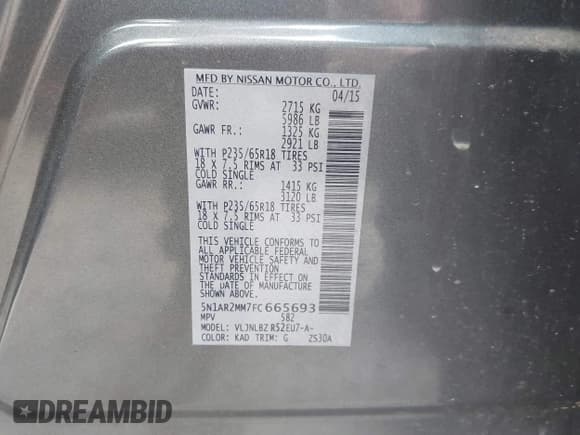 MFD BY NISSAN MOTOR CO., LTD.
DATE: 04/15
GVWR: 2715 KG
5986 LB
GAWR FR.: 1325 KG
2921 LB
WITH P235/65R18 TIRES
18 X 7.5 RIMS AT 33 PSI
COLD SINGLE
GAWR RR.: 1415 KG
3120 LB
WITH P235/65R18 TIRES
18 X 7.5 RIMS AT 33 PSI
COLD SINGLE
THIS VEHICLE CONFORMS TO
ALL APPLICABLE FEDERAL
MOTOR VEHICLE SAFETY AND
THEFT PREVENTION
STANDARDS IN EFFECT ON
THE DATE OF MANUFACTURE
SHOWN ABOVE.
5N1AR2MM7FC665693
MPV 582
MODEL: VLJNLBZ R52EU7-A-
COLOR: KAD TRIM: G ZS30A
DREAMBID